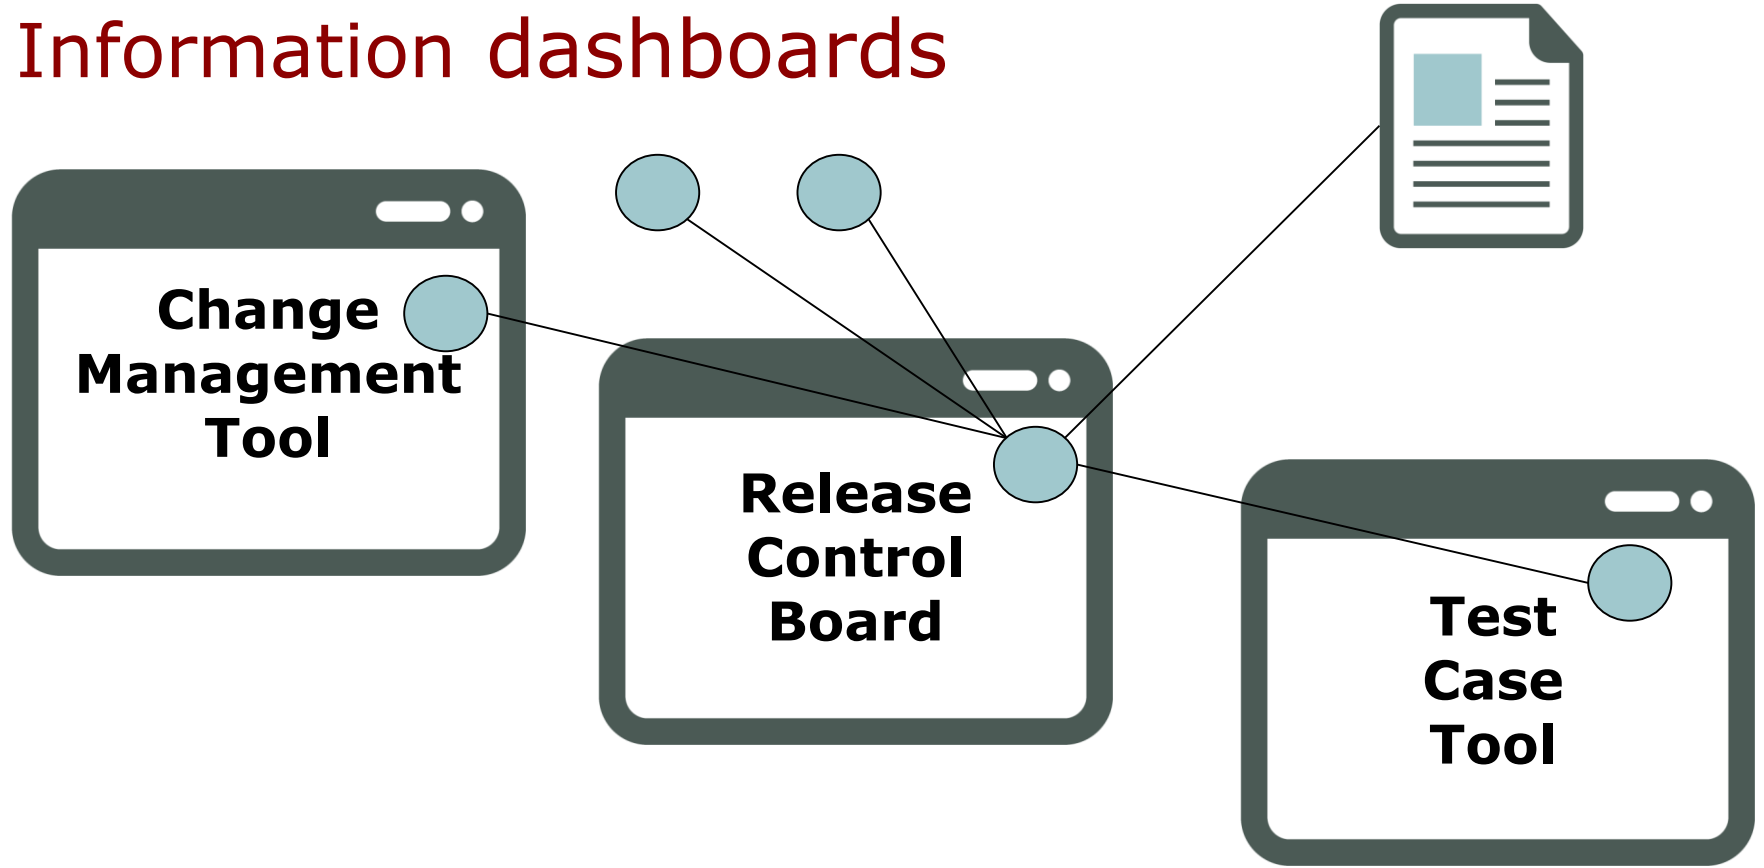 Information dashboards
Change
Management
Tool
Release
Control
Board
Test
Case
Tool